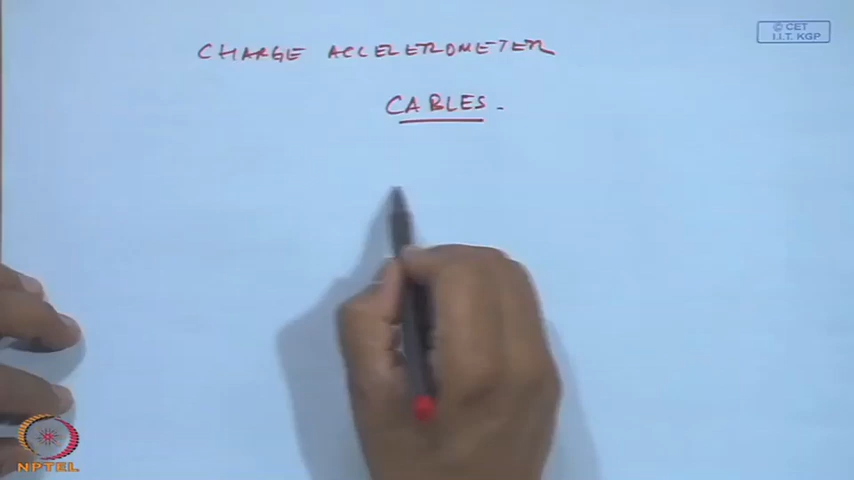 © CET
I.I.T. KGP
CHARGE ACCELEROMETER
CABLES.
NPTEL